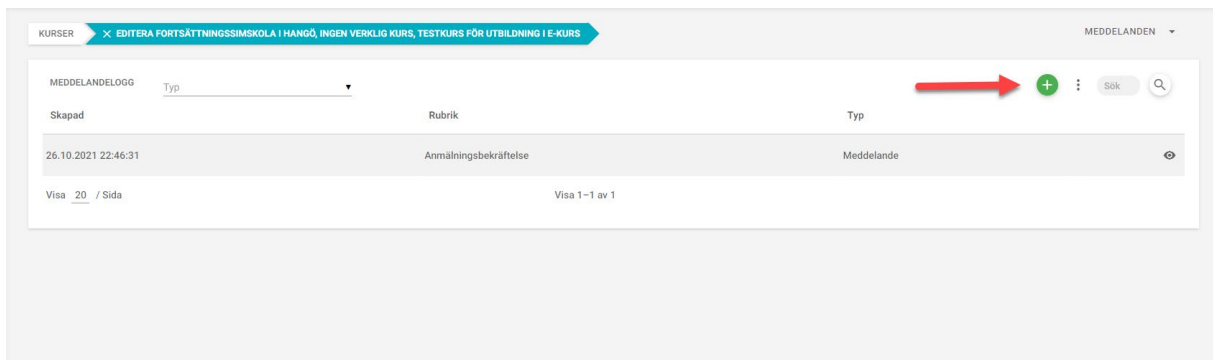 KURSER × EDITERA FORTSÄTTNINGSSIMSKOLA I HANGÖ, INGEN VERKLIG KURS, TESTKURS FÖR UTBILDNING I E-KURS MEDDELANDEN
MEDDELANDELOGG Typ Sök
Skapad Rubrik Typ
26.10.2021 22:46:31 Anmälningsbekräftelse Meddelande
Visa 20 / Sida Visa 1–1 av 1